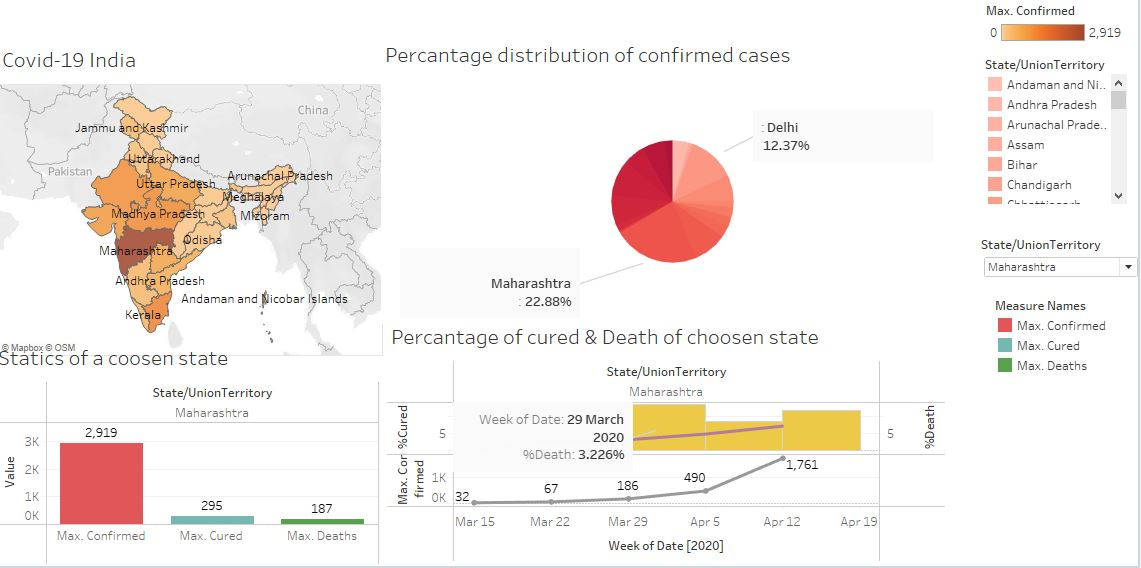 Max. Confirmed
0 2,919
Covid-19 India
Percentage distribution of confirmed cases
State/UnionTerritory
Andaman and Ni..
Andhra Pradesh
Arunachal Prade..
Assam
Bihar
Chandigarh
Chhattisgarh
China
Jammu and Kashmir
Uttarakhand
Pakistan
Arunachal Pradesh
Uttar Pradesh
Meghalaya
Madhya Pradesh
Mizoram
Odisha
Maharashtra
Andhra Pradesh
Andaman and Nicobar Islands
Kerala
© Mapbox © OSM
: Delhi
12.37%
Maharashtra
: 22.88%
State/UnionTerritory
Maharashtra
Measure Names
Max. Confirmed
Max. Cured
Max. Deaths
Statics of a coosen state
State/UnionTerritory
Maharashtra
Value
3K
2K
1K
0K
2,919
295
187
Max. Confirmed
Max. Cured
Max. Deaths
Percentage of cured & Death of choosen state
State/UnionTerritory
Maharashtra
%Cured
5
Week of Date: 29 March
2020
%Death: 3.226%
5
%Death
Max. Con
firmed
1K
0K
32
67
186
490
1,761
Mar 15
Mar 22
Mar 29
Apr 5
Apr 12
Apr 19
Week of Date [2020]